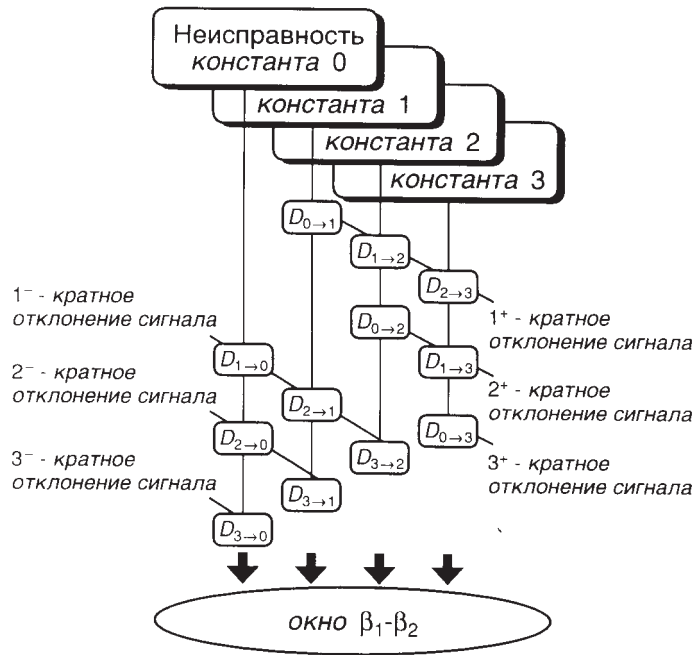 Неисправность
константа 0
константа 1
константа 2
константа 3
D0→1
D1→2
D2→3
1⁻ - кратное
отклонение сигнала
D0→2
1⁺ - кратное
отклонение сигнала
D1→0
D1→3
2⁻ - кратное
отклонение сигнала
D2→1
2⁺ - кратное
отклонение сигнала
D2→0
D0→3
D3→2
3⁻ - кратное
отклонение сигнала
D3→1
3⁺ - кратное
отклонение сигнала
D3→0
окно β₁-β₂